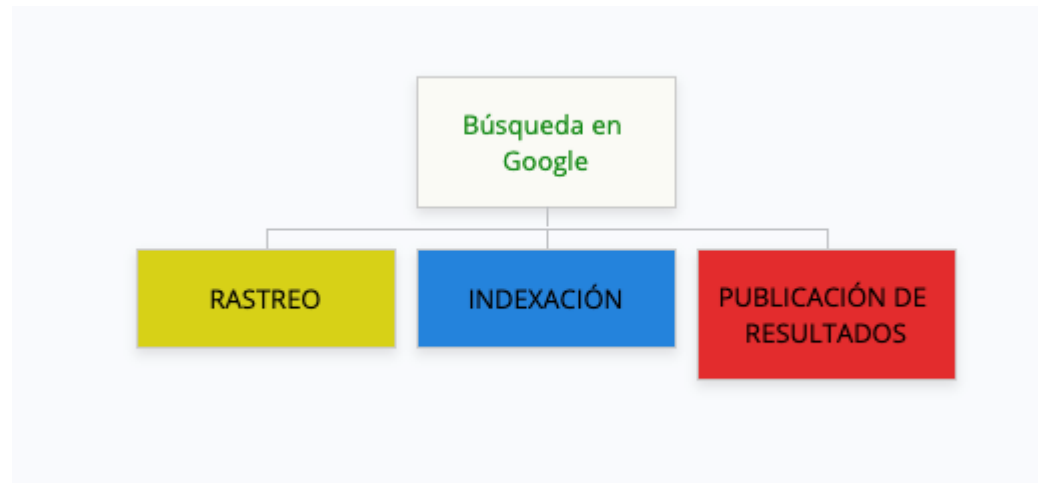 Búsqueda en
Google
RASTREO
INDEXACIÓN
PUBLICACIÓN DE
RESULTADOS